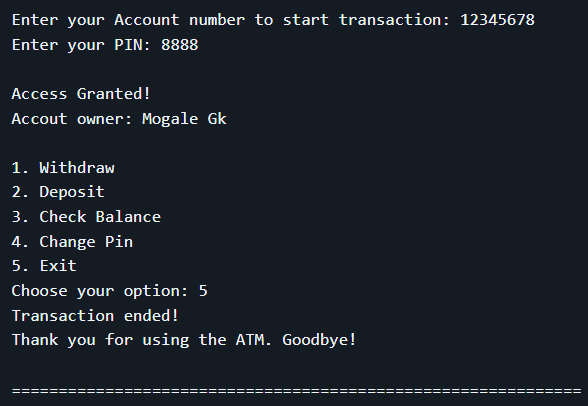 Enter your Account number to start transaction: 12345678
Enter your PIN: 8888
Access Granted!
Accout owner: Mogale Gk
1. Withdraw
2. Deposit
3. Check Balance
4. Change Pin
5. Exit
Choose your option: 5
Transaction ended!
Thank you for using the ATM. Goodbye!
=============================================================